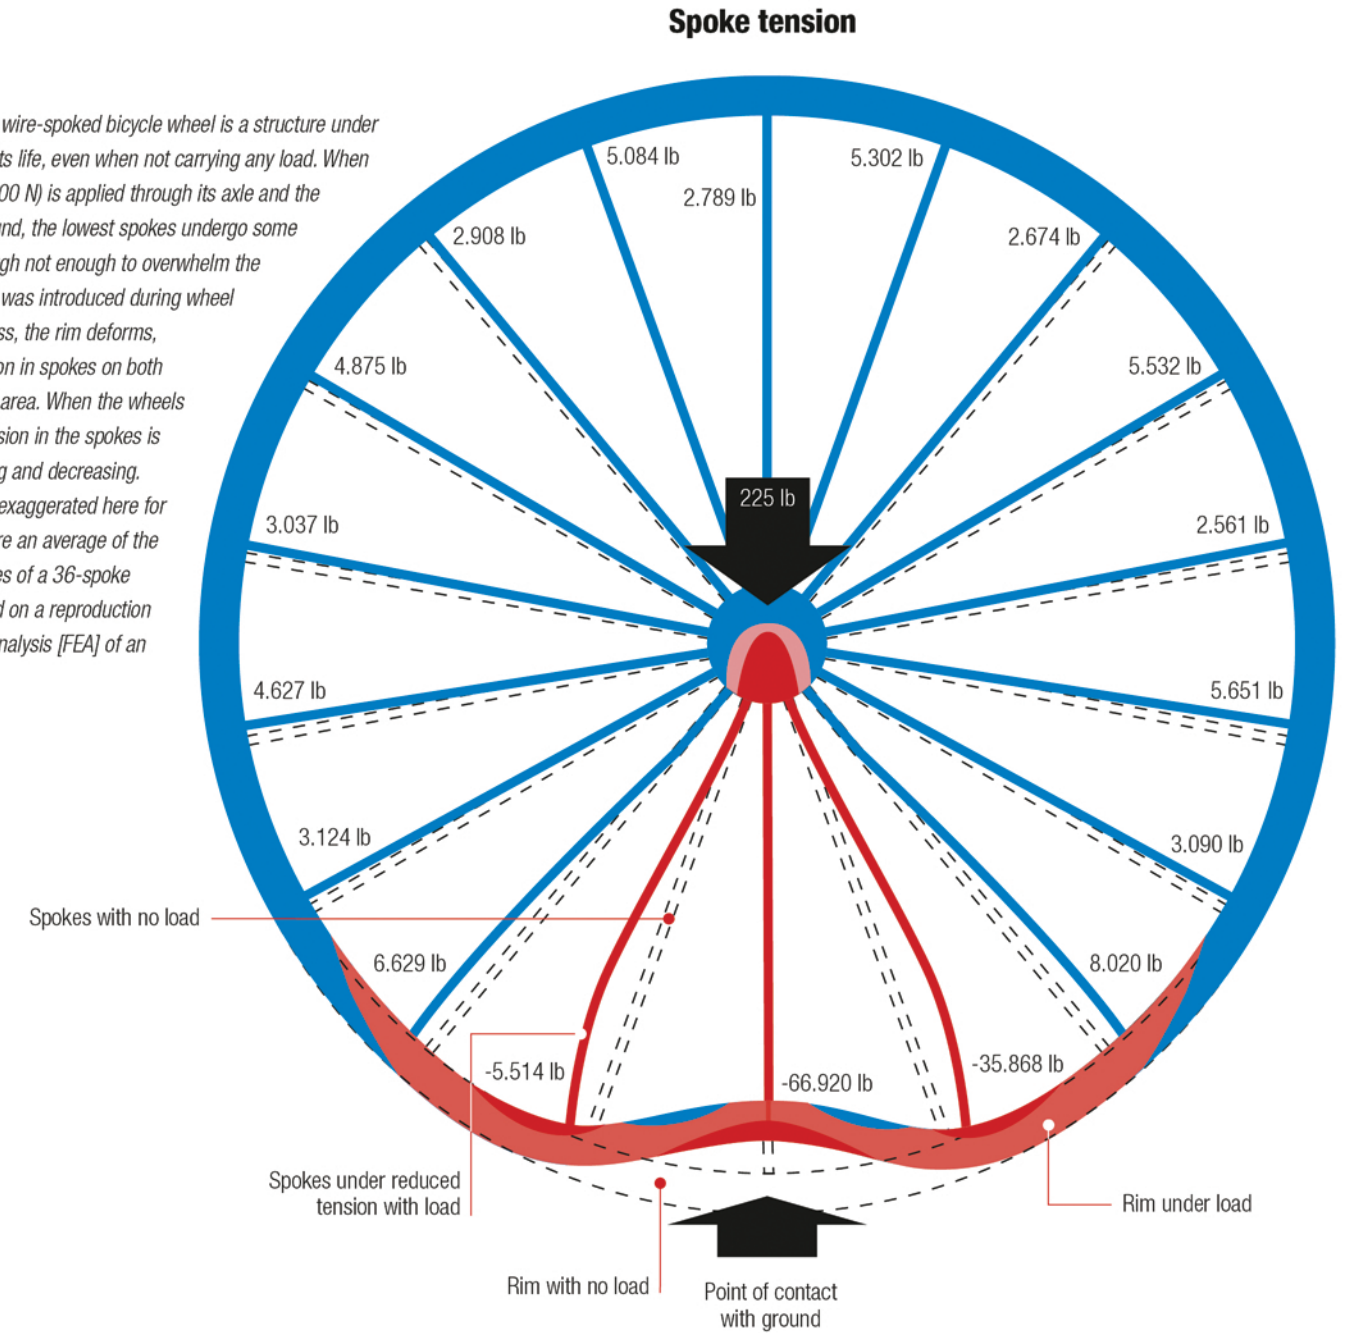 Spoke tension
wire-spoked bicycle wheel is a structure under
ts life, even when not carrying any load. When
00 N) is applied through its axle and the
und, the lowest spokes undergo some
gh not enough to overwhelm the
was introduced during wheel
ss, the rim deforms,
on in spokes on both
area. When the wheels
sion in the spokes is
g and decreasing.
exaggerated here for
re an average of the
es of a 36-spoke
d on a reproduction
nalysis [FEA] of an
5.084 lb
5.302 lb
2.789 lb
2.908 lb
2.674 lb
4.875 lb
5.532 lb
225 lb
3.037 lb
2.561 lb
4.627 lb
5.651 lb
3.124 lb
3.090 lb
Spokes with no load
6.629 lb
8.020 lb
-5.514 lb
-66.920 lb
-35.868 lb
Spokes under reduced
tension with load
Rim under load
Rim with no load
Point of contact
with ground